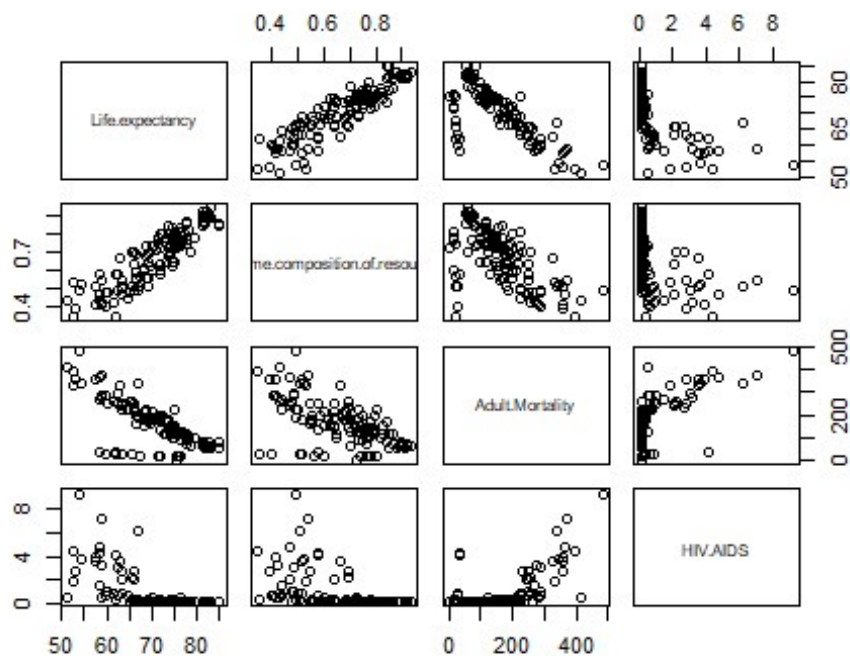 0.4 0.6 0.8 0 2 4 6 8
Life.expectancy
50 65 80
0.4 0.7
me.composition.of.resou
Adult.Mortality
0 200 500
0 4 8
HIV.AIDS
50 60 70 80 0 200 400